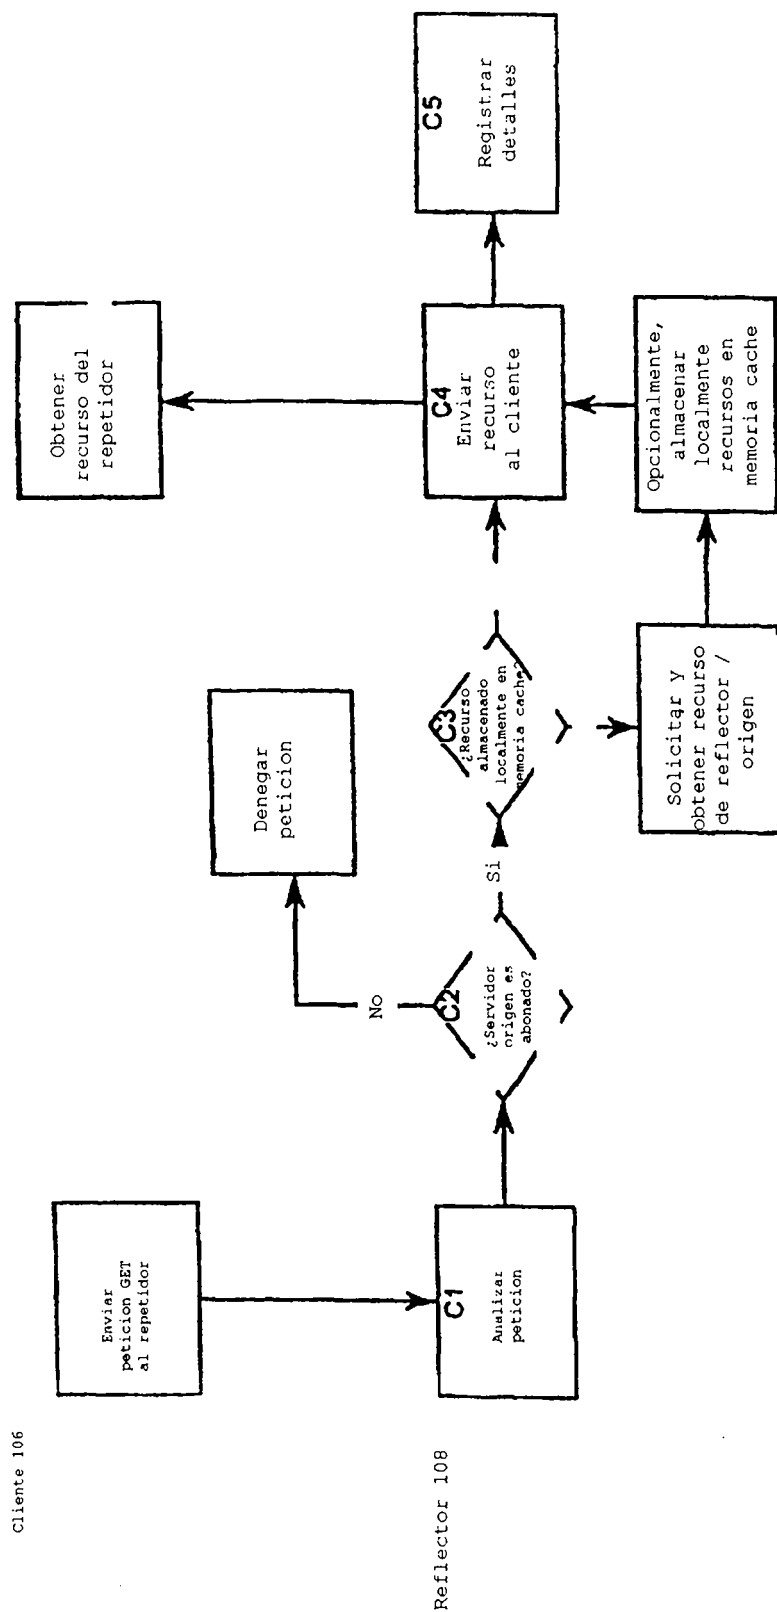 Cliente 106
Enviar
peticion GET
al repetidor
Obtener
recurso del
repetidor
Denegar
peticion
No
Reflector 108
C1
Analizar
peticion
C2
¿Servidor
origen es
abonado?
Si
C3
¿Recurso
almacenado
localmente en
memoria cache?
C4
Enviar
recurso
al cliente
C5
Registrar
detalles
Solicitar y
obtener recurso
de reflector /
origen
Opcionalmente,
almacenar
localmente
recursos en
memoria cache